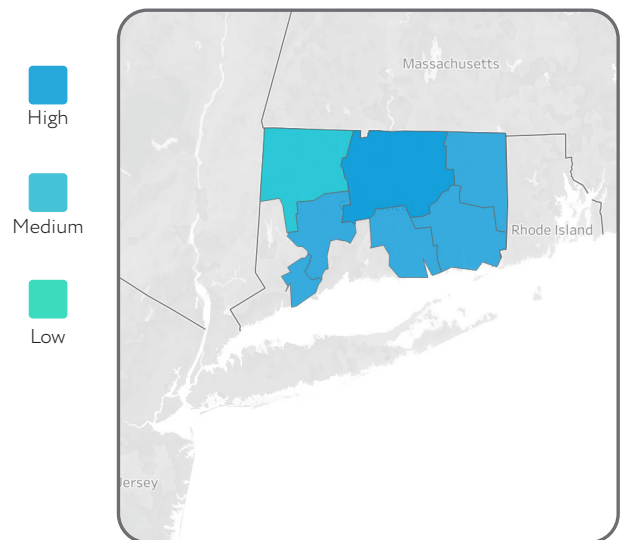 High
Medium
Low
Massachusetts
Rhode Island
Jersey